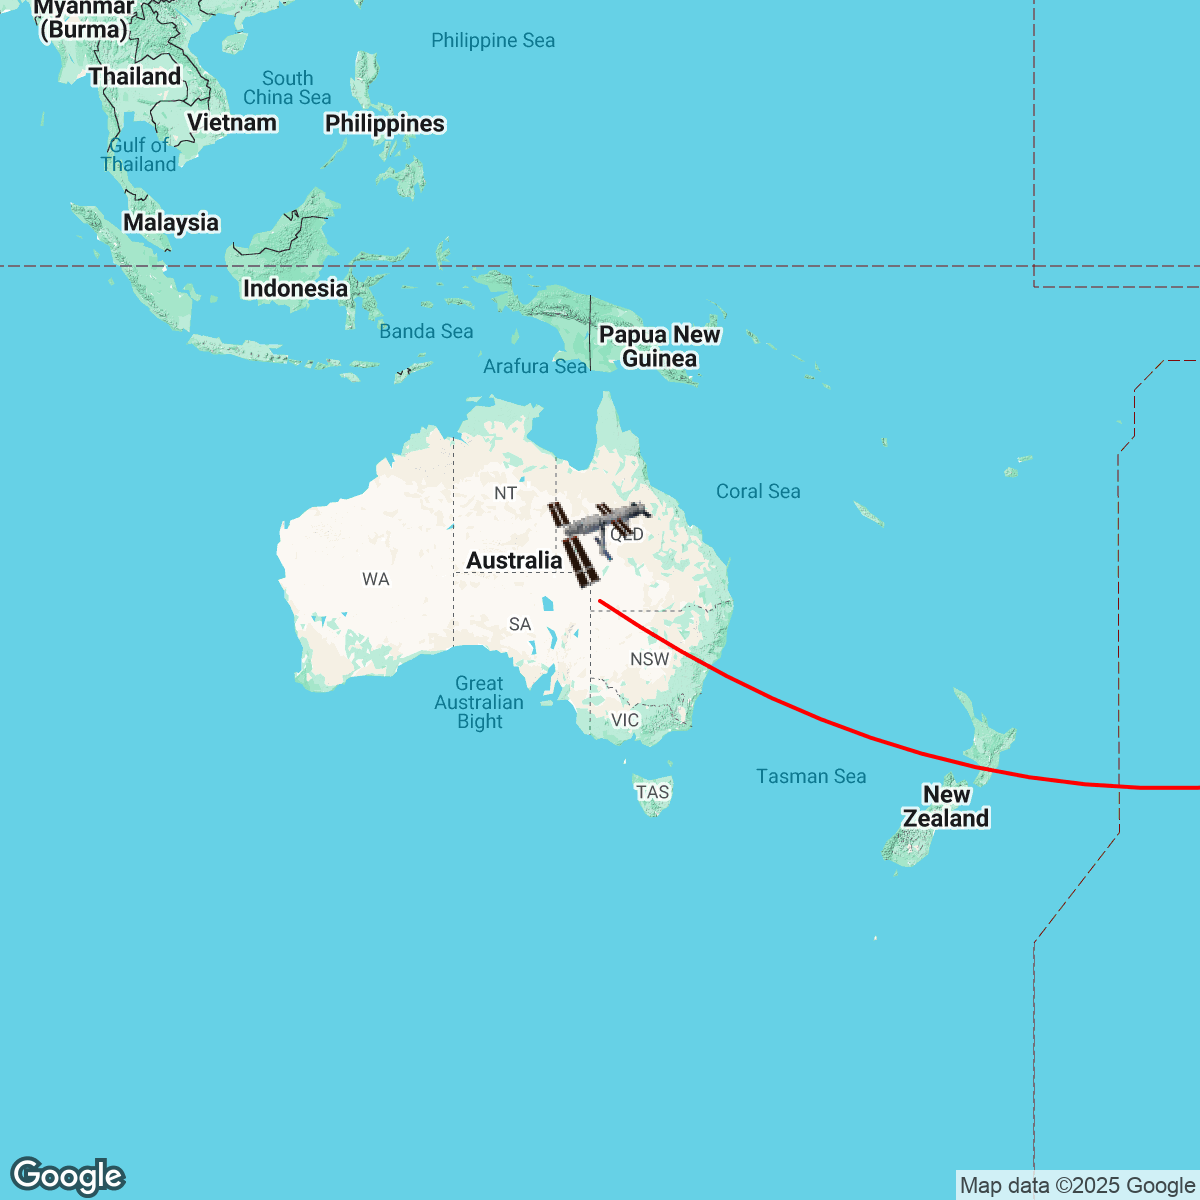 Myanmar
(Burma)
Philippine Sea
Thailand
South
China Sea
Vietnam
Philippines
Gulf of
Thailand
Malaysia
Indonesia
Banda Sea
Papua New
Guinea
Arafura Sea
NT
Coral Sea
QLD
Australia
WA
SA
NSW
Great
Australian
Bight
VIC
Tasman Sea
TAS
New
Zealand
Google
Map data ©2025 Google